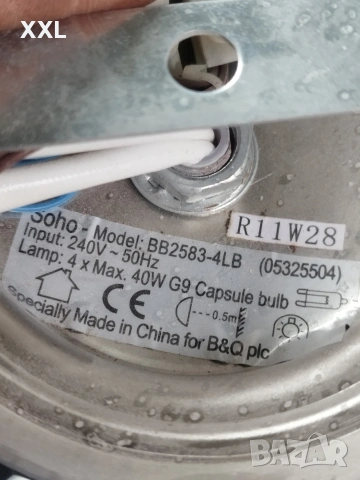 XXL
R11W28
Soho - Model: BB2583-4LB (05325504)
Input: 240V ~ 50Hz
Lamp: 4 x Max. 40W G9 Capsule bulb
CE
0.5m
Specially Made in China for B&Q plc
BAZAR